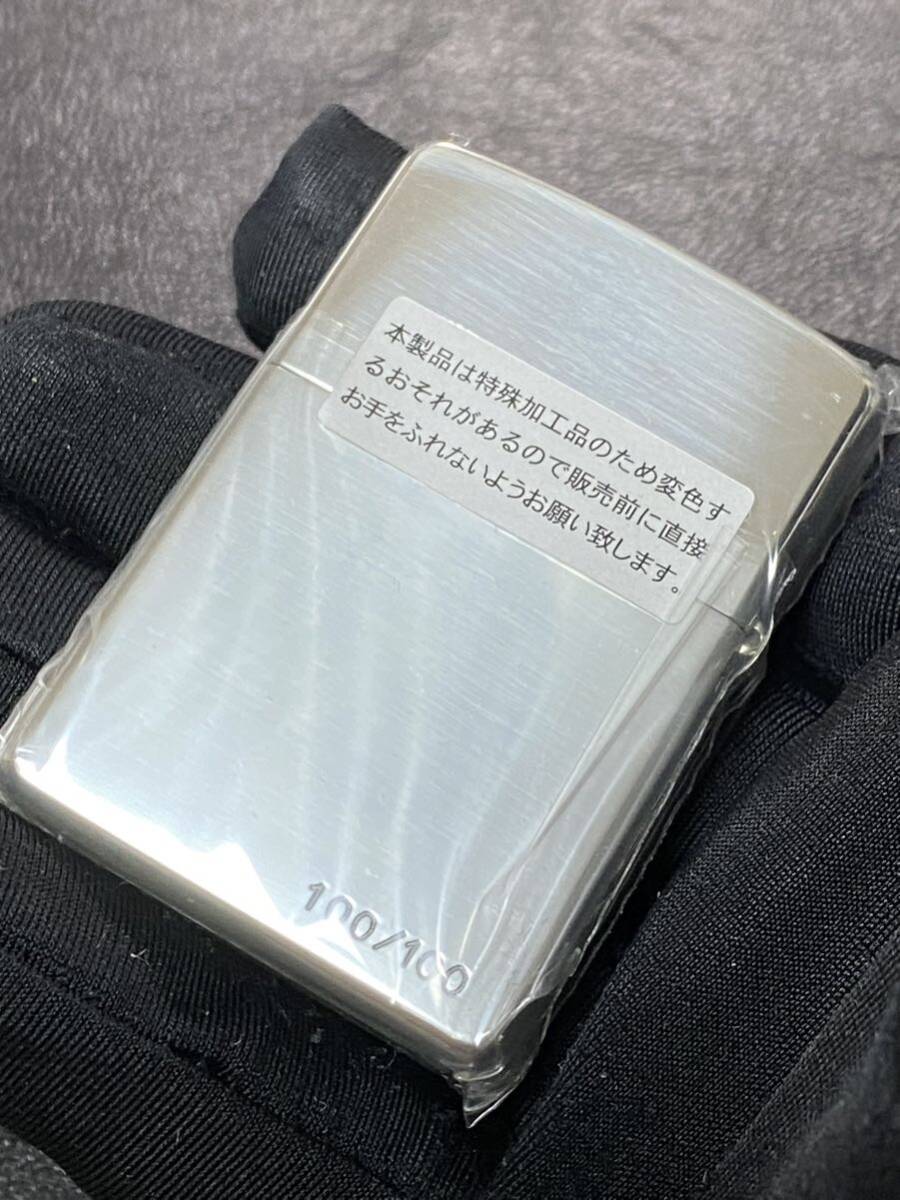 本製品は特殊加工品のため変色す
るおそれがあるので販売前に直接
お手をふれないようお願い致します。
100/100